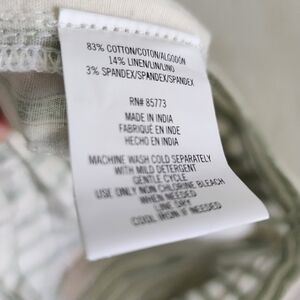 83% COTTON/COTON/ALGODÓN
14% LINEN/LIN/LINO
3% SPANDEX/SPANDEX/SPANDEX
RN# 85773
MADE IN INDIA
FABRIQUÉ EN INDE
HECHO EN INDIA
MACHINE WASH COLD SEPARATELY
WITH MILD DETERGENT
GENTLE CYCLE
USE ONLY NON CHLORINE BLEACH
WHEN NEEDED
LINE DRY
COOL IRON IF NEEDED